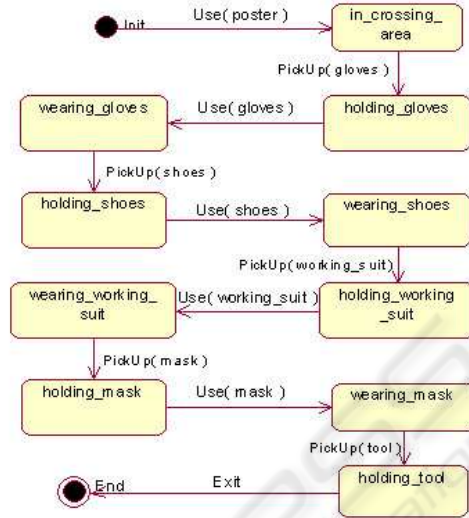 Use( poster )
Init
in_crossing_
area
PickUp( gloves )
wearing_gloves
Use( gloves )
holding_gloves
PickUp( shoes )
holding_shoes
Use( shoes )
wearing_shoes
PickUp( working_suit)
wearing_working_
suit
Use( working_suit )
holding_working
_suit
PickUp( mask )
holding_mask
Use( mask )
wearing_mask
PickUp( tool )
End
Exit
holding_tool